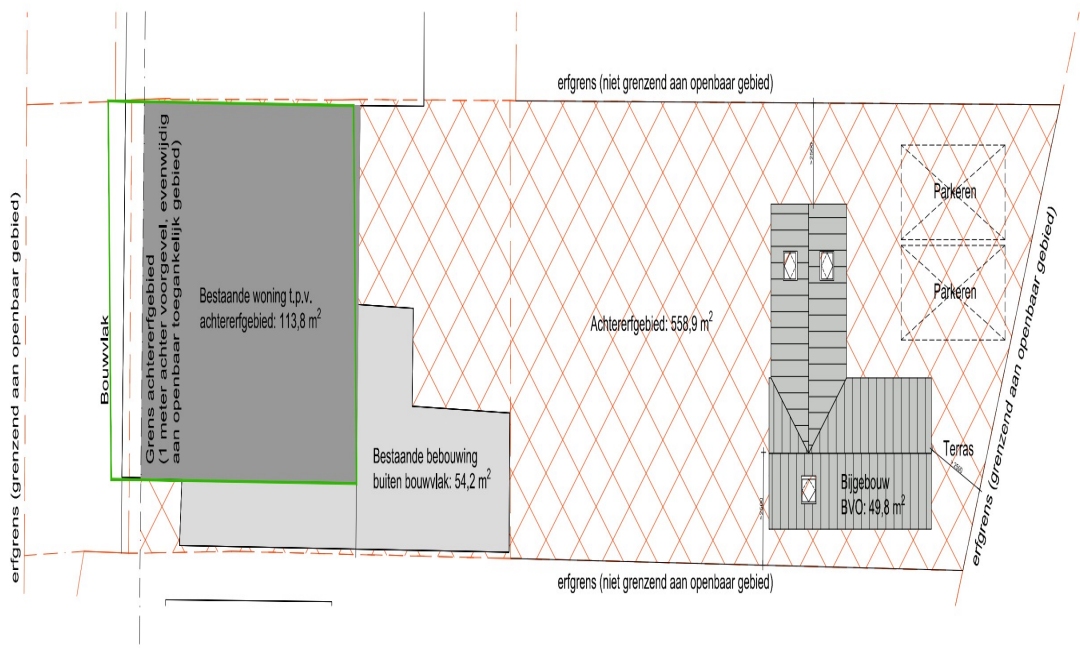 erfgrens (niet grenzend aan openbaar gebied)
erfgrens (grenzend aan openbaar gebied)
Bouwvlak
Grens achtererfgebied
(1 meter achter voorgevel, evenwijdig
aan openbaar toegankelijk gebied)
Bestaande woning t.p.v.
achtererfgebied: 113,8 m²
Bestaande bebouwing
buiten bouwvlak: 54,2 m²
Achtererfgebied: 558,9 m²
Parkeren
Parkeren
Terras
Bijgebouw
BVO: 49,8 m²
erfgrens (grenzend aan openbaar gebied)
erfgrens (niet grenzend aan openbaar gebied)